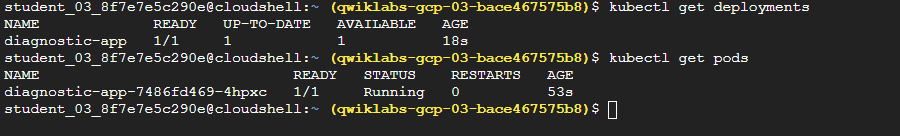 student_03_8f7e7e5c290e@cloudshell:~ (qwiklabs-gcp-03-bace467575b8)$ kubectl get deployments
NAME             READY   UP-TO-DATE   AVAILABLE   AGE
diagnostic-app   1/1     1            1           18s
student_03_8f7e7e5c290e@cloudshell:~ (qwiklabs-gcp-03-bace467575b8)$ kubectl get pods
NAME                              READY   STATUS    RESTARTS   AGE
diagnostic-app-7486fd469-4hpxc   1/1     Running   0          53s
student_03_8f7e7e5c290e@cloudshell:~ (qwiklabs-gcp-03-bace467575b8)$